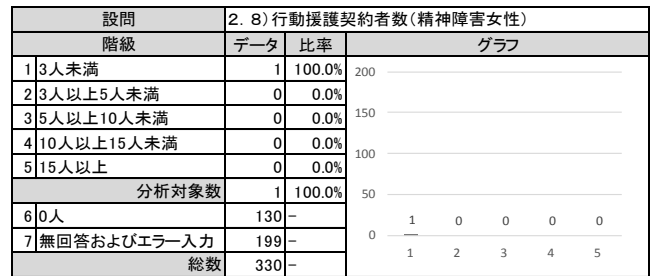 設問 2. 8)行動援護契約者数(精神障害女性)
階級 データ 比率 グラフ
1 3人未満 1 100.0%
2 3人以上5人未満 0 0.0%
3 5人以上10人未満 0 0.0%
4 10人以上15人未満 0 0.0%
5 15人以上 0 0.0%
分析対象数 1 100.0%
6 0人 130 -
7 無回答およびエラー入力 199 -
総数 330 -
200
150
100
50
0
1 0 0 0 0
1 2 3 4 5